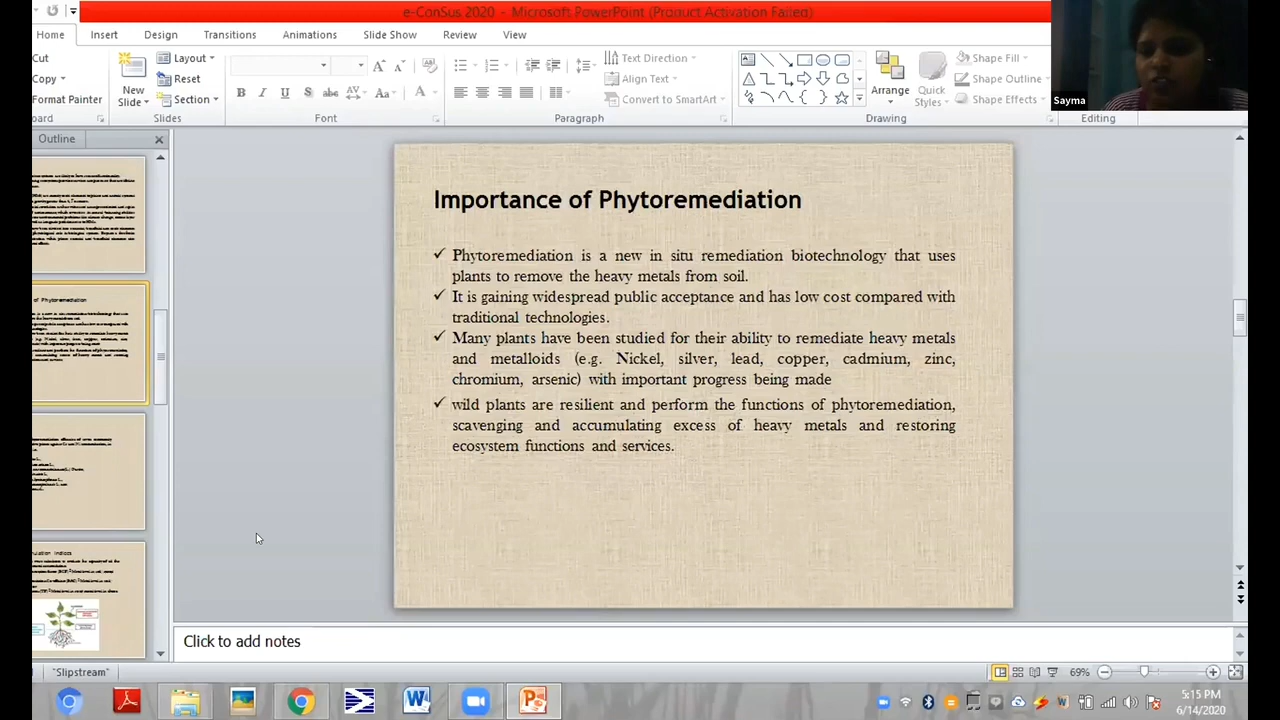 e-ConSus 2020 - Microsoft PowerPoint (Product Activation Failed)
Home Insert Design Transitions Animations Slide Show Review View
Cut
Copy
Format Painter
New
Slide
Layout
Reset
Section
Slides
Font
Text Direction
Align Text
Convert to SmartArt
Paragraph
Arrange
Quick
Styles
Shape Fill
Shape Outline
Shape Effects
Drawing
Editing
Sayma
Outline
Importance of Phytoremediation
✓ Phytoremediation is a new in situ remediation biotechnology that uses
plants to remove the heavy metals from soil.
✓ It is gaining widespread public acceptance and has low cost compared with
traditional technologies.
✓ Many plants have been studied for their ability to remediate heavy metals
and metalloids (e.g. Nickel, silver, lead, copper, cadmium, zinc,
chromium, arsenic) with important progress being made
✓ wild plants are resilient and perform the functions of phytoremediation,
scavenging and accumulating excess of heavy metals and restoring
ecosystem functions and services.
Click to add notes
"Slipstream"
69%
5:15 PM
6/14/2020